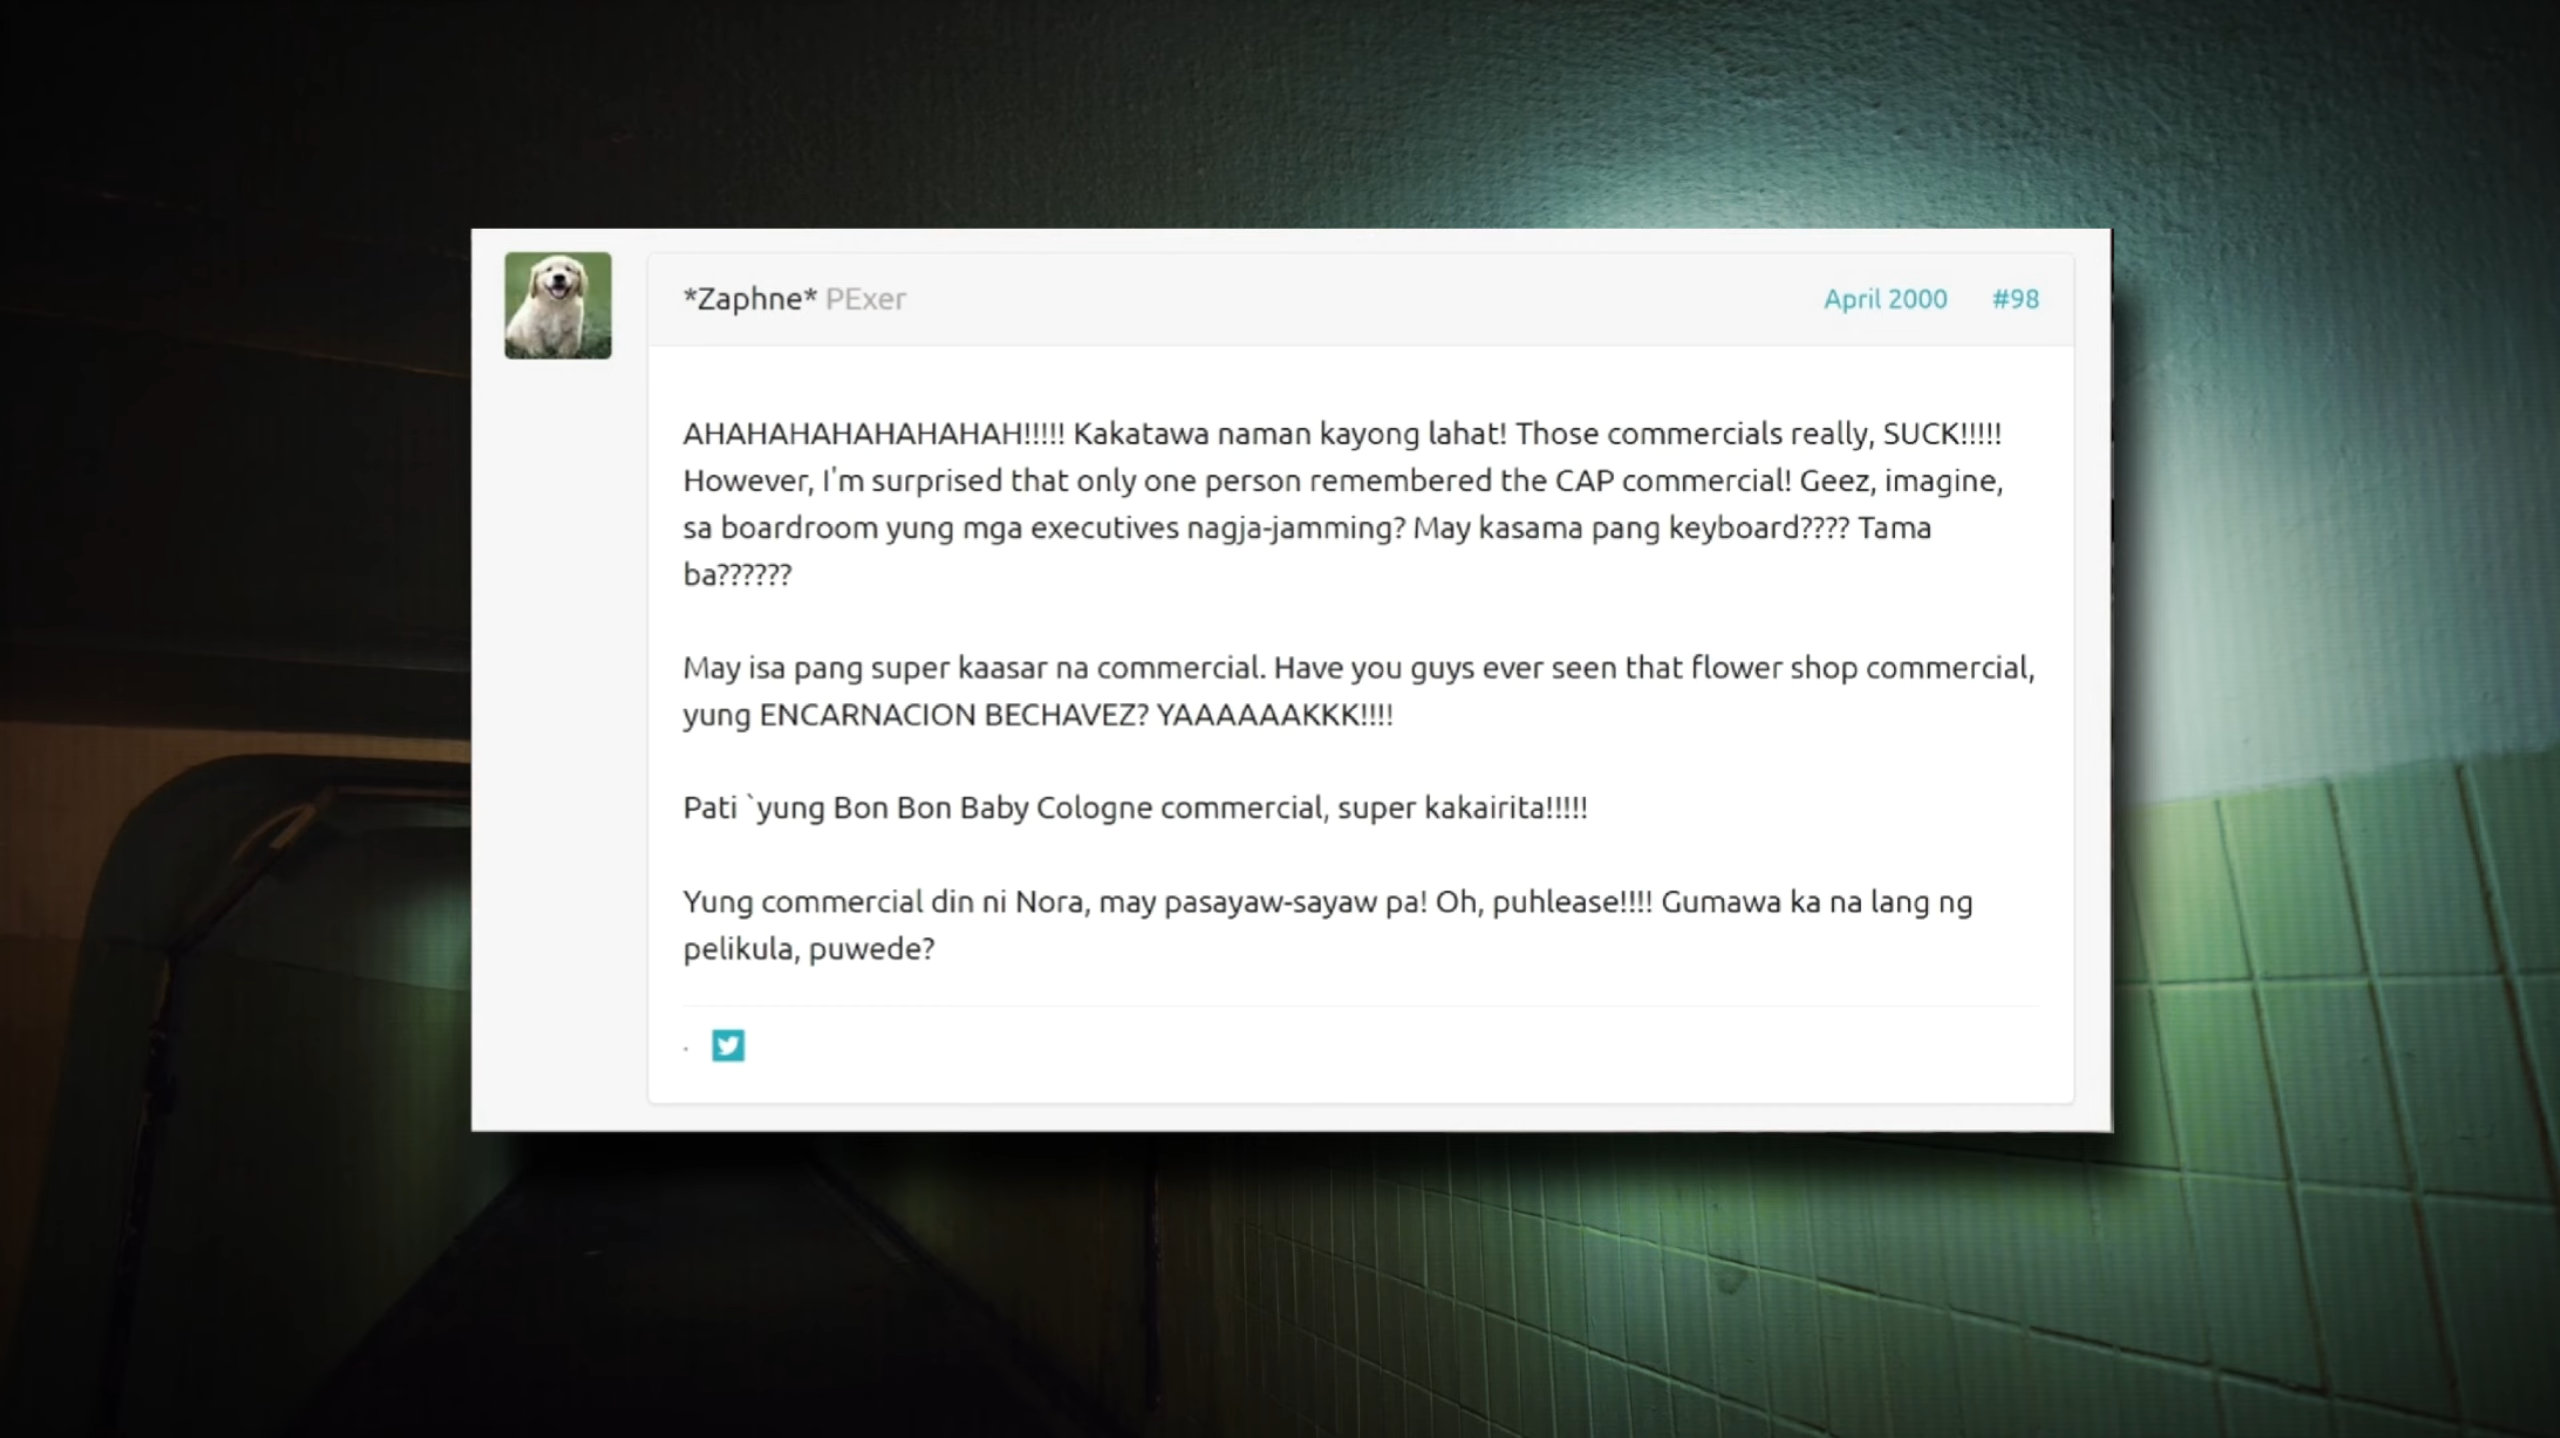 *Zaphne* PExer April 2000 #98
AHAHAHAHAHAHAHAH!!!!! Kakatawa naman kayong lahat! Those commercials really, SUCK!!!!!
However, I'm surprised that only one person remembered the CAP commercial! Geez, imagine,
sa boardroom yung mga executives nagja-jamming? May kasama pang keyboard???? Tama
ba??????
May isa pang super kaasar na commercial. Have you guys ever seen that flower shop commercial,
yung ENCARNACION BECHAVEZ? YAAAAAAKKK!!!!
Pati `yung Bon Bon Baby Cologne commercial, super kakairita!!!!!
Yung commercial din ni Nora, may pasayaw-sayaw pa! Oh, puhlease!!!! Gumawa ka na lang ng
pelikula, puwede?